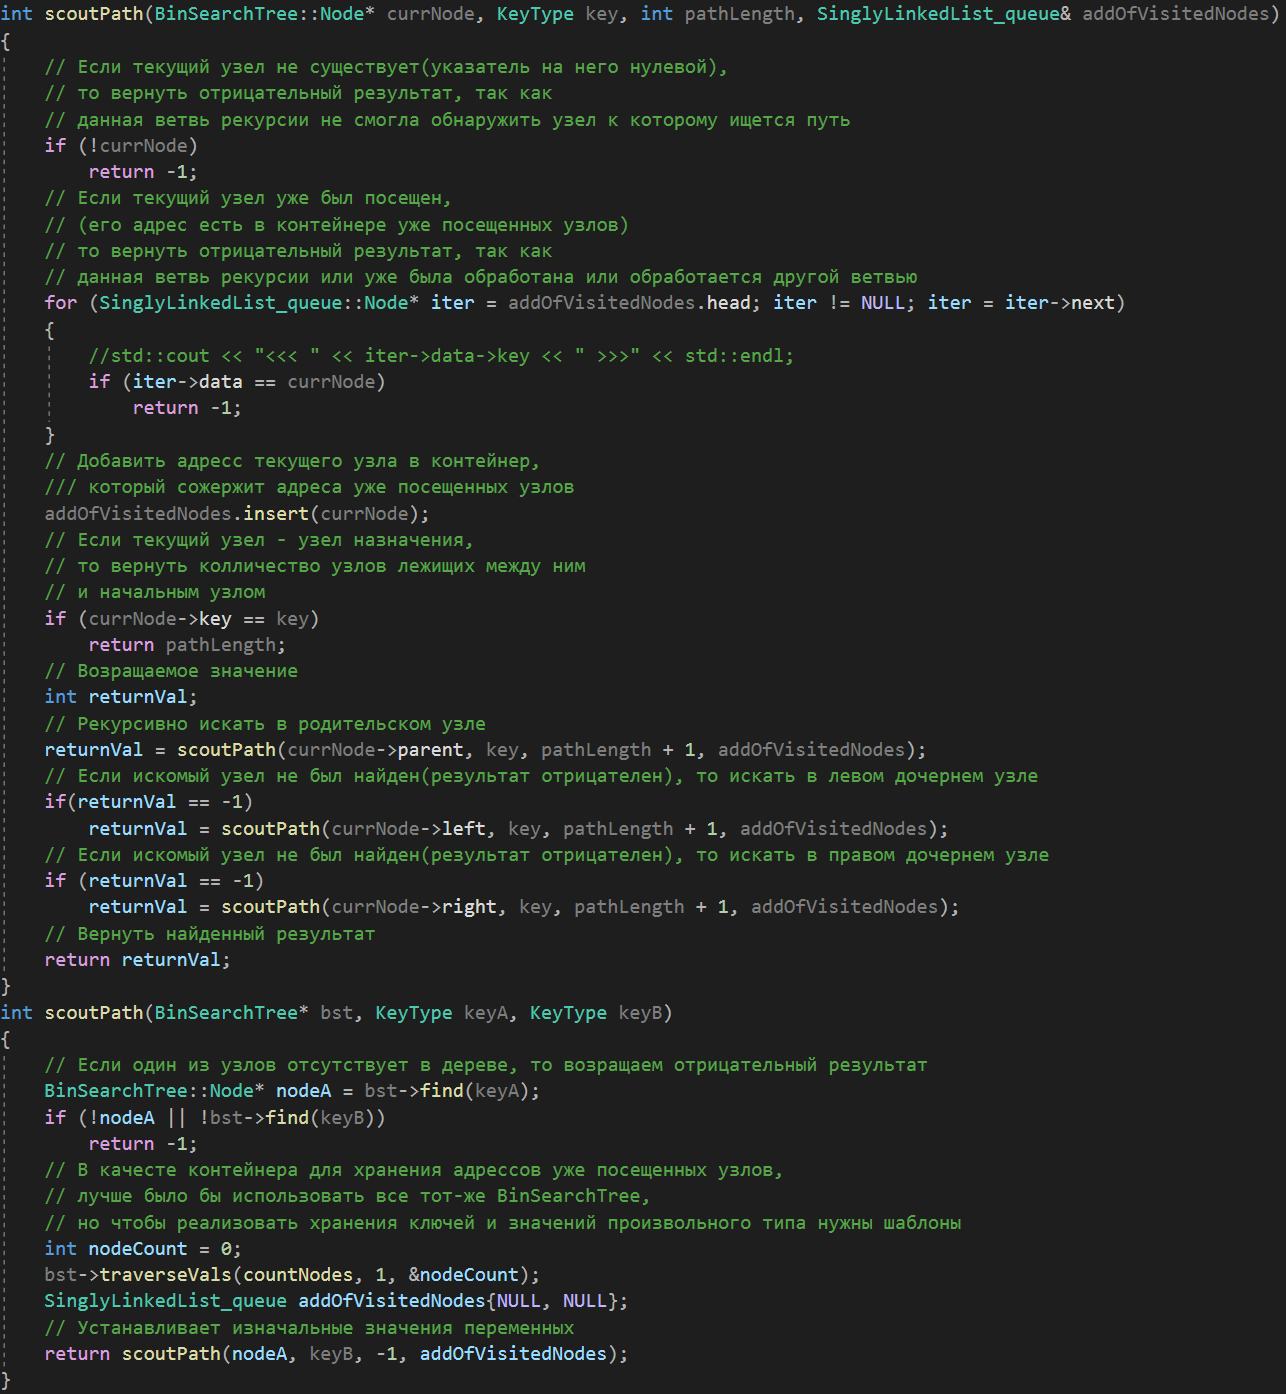 int scoutPath(BinSearchTree::Node* currNode, KeyType key, int pathLength, SinglyLinkedList_queue& addOfVisitedNodes)
{
    // Если текущий узел не существует(указатель на него нулевой),
    // то вернуть отрицательный результат, так как
    // данная ветвь рекурсии не смогла обнаружить узел к которому ищется путь
    if (!currNode)
        return -1;
    // Если текущий узел уже был посещен,
    // (его адрес есть в контейнере уже посещенных узлов)
    // то вернуть отрицательный результат, так как
    // данная ветвь рекурсии или уже была обработана или обработается другой ветвью
    for (SinglyLinkedList_queue::Node* iter = addOfVisitedNodes.head; iter != NULL; iter = iter->next)
    {
        //std::cout << "<<< " << iter->data->key << " >>>" << std::endl;
        if (iter->data == currNode)
            return -1;
    }
    // Добавить адресс текущего узла в контейнер,
    /// который сожержит адреса уже посещенных узлов
    addOfVisitedNodes.insert(currNode);
    // Если текущий узел - узел назначения,
    // то вернуть колличество узлов лежищих между ним
    // и начальным узлом
    if (currNode->key == key)
        return pathLength;
    // Возращаемое значение
    int returnVal;
    // Рекурсивно искать в родительском узле
    returnVal = scoutPath(currNode->parent, key, pathLength + 1, addOfVisitedNodes);
    // Если искомый узел не был найден(результат отрицателен), то искать в левом дочернем узле
    if(returnVal == -1)
        returnVal = scoutPath(currNode->left, key, pathLength + 1, addOfVisitedNodes);
    // Если искомый узел не был найден(результат отрицателен), то искать в правом дочернем узле
    if (returnVal == -1)
        returnVal = scoutPath(currNode->right, key, pathLength + 1, addOfVisitedNodes);
    // Вернуть найденный результат
    return returnVal;
}
int scoutPath(BinSearchTree* bst, KeyType keyA, KeyType keyB)
{
    // Если один из узлов отсутствует в дереве, то возращаем отрицательный результат
    BinSearchTree::Node* nodeA = bst->find(keyA);
    if (!nodeA || !bst->find(keyB))
        return -1;
    // В качесте контейнера для хранения адрессов уже посещенных узлов,
    // лучше было бы использовать все тот-же BinSearchTree,
    // но чтобы реализовать хранения ключей и значений произвольного типа нужны шаблоны
    int nodeCount = 0;
    bst->traverseVals(countNodes, 1, &nodeCount);
    SinglyLinkedList_queue addOfVisitedNodes{NULL, NULL};
    // Устанавливает изначальные значения переменных
    return scoutPath(nodeA, keyB, -1, addOfVisitedNodes);
}